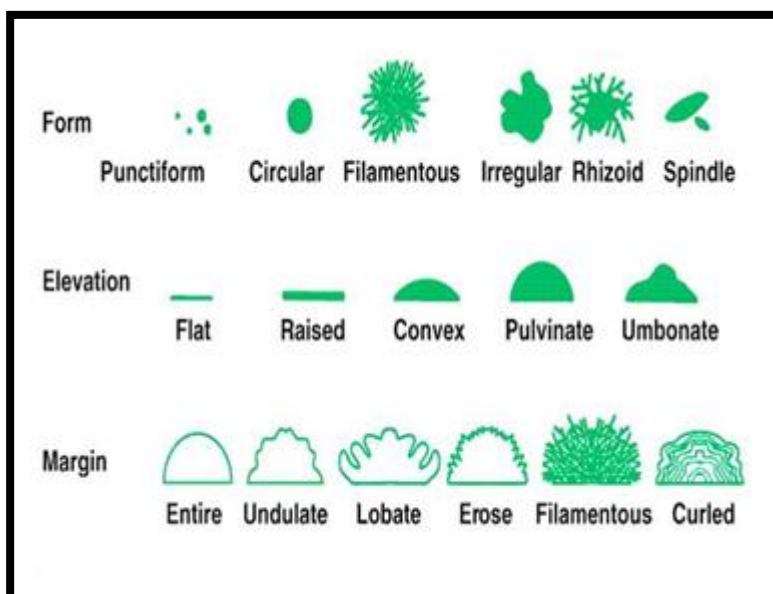 Form
Punctiform Circular Filamentous Irregular Rhizoid Spindle
Elevation
Flat Raised Convex Pulvinate Umbonate
Margin
Entire Undulate Lobate Erose Filamentous Curled